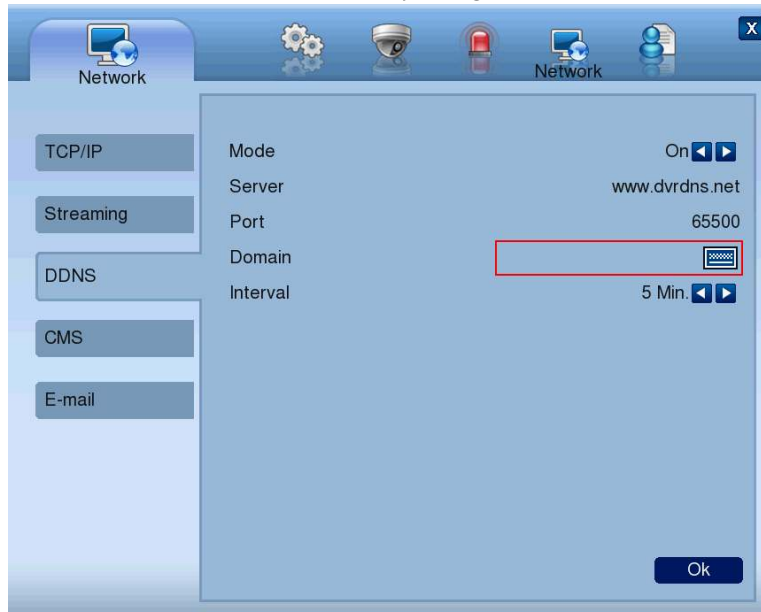 Network
Network
X
TCP/IP
Streaming
DDNS
CMS
E-mail
Mode On
Server www.dvrdns.net
Port 65500
Domain
Interval 5 Min.
Ok